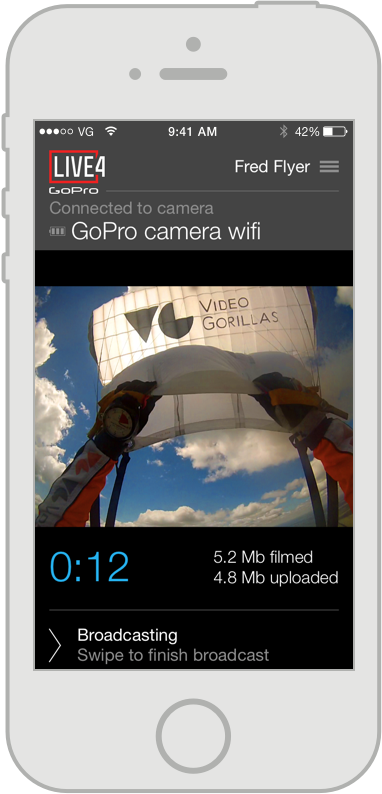 VG 9:41 AM 42%
LIVE4
GoPro
Fred Flyer
Connected to camera
GoPro camera wifi
VG VIDEO
GORILLAS
0:12
5.2 Mb filmed
4.8 Mb uploaded
Broadcasting
Swipe to finish broadcast